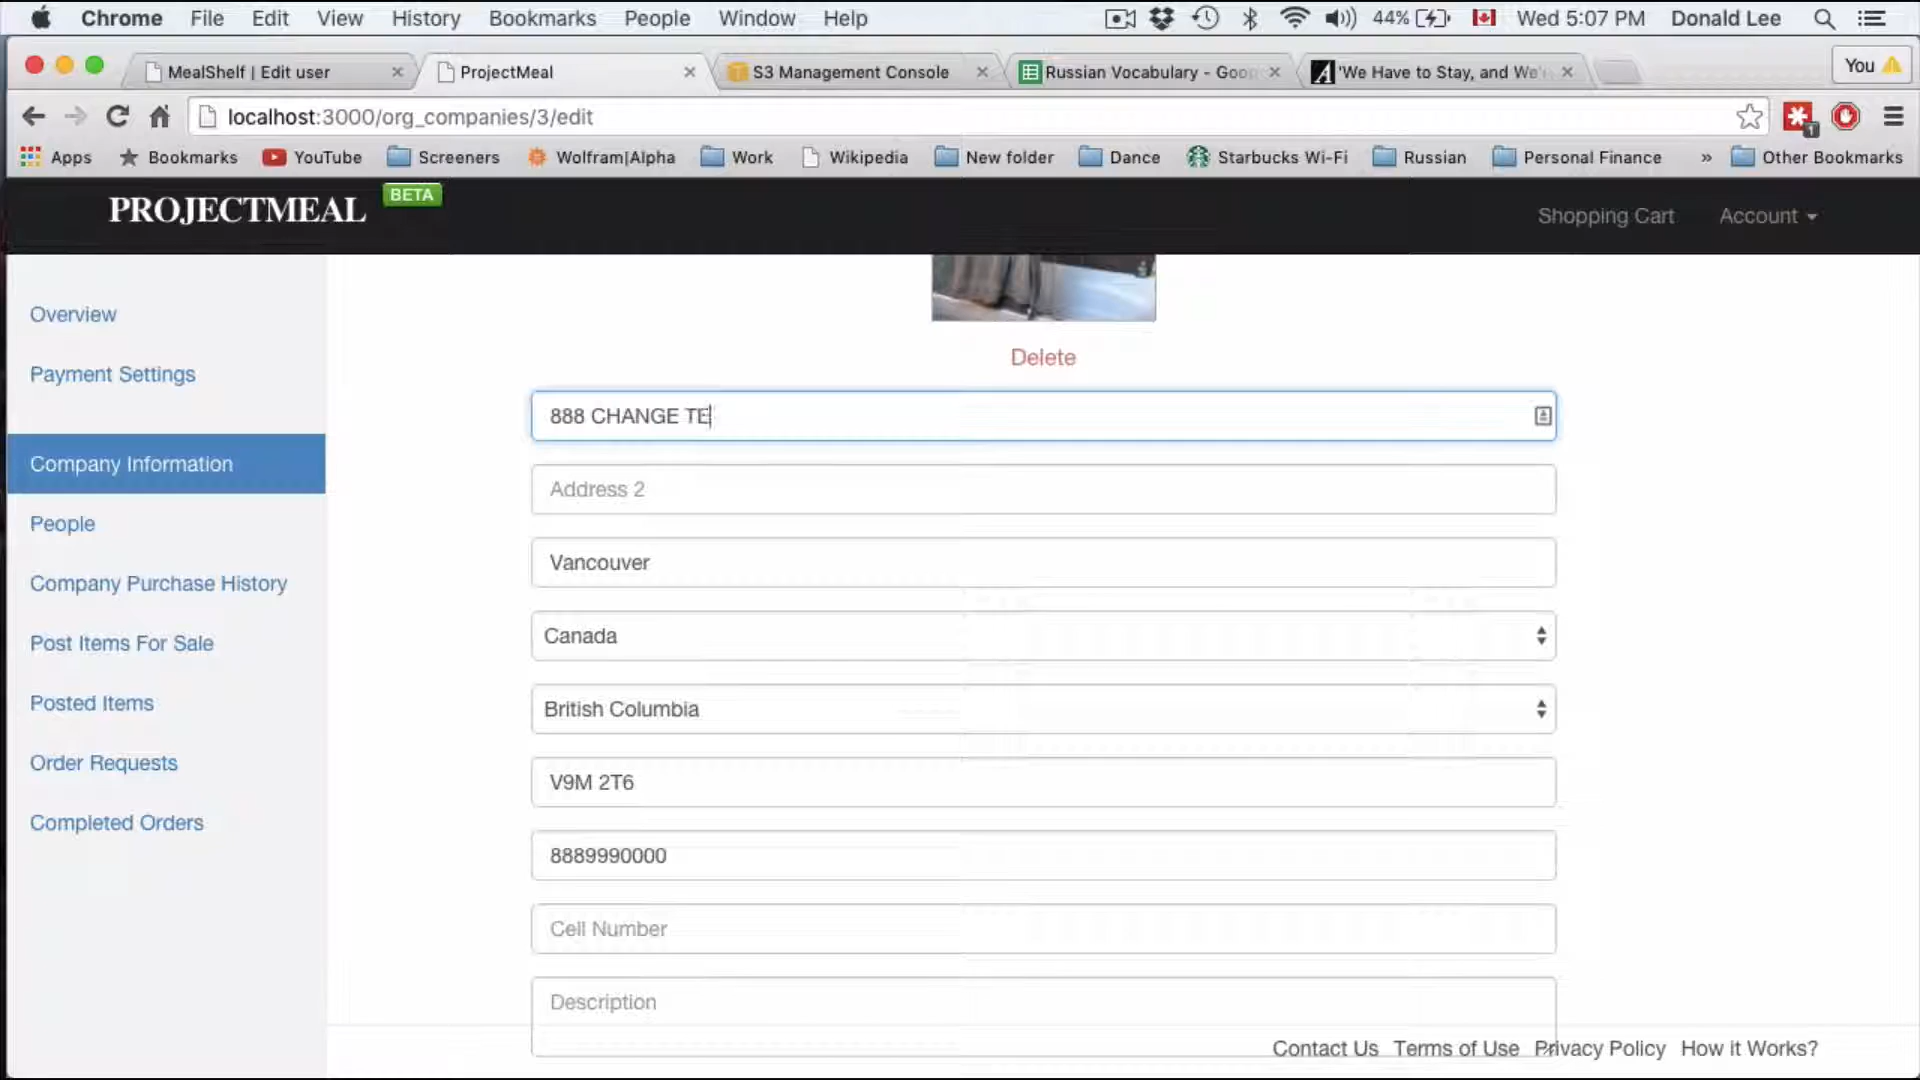 Chrome File Edit View History Bookmarks People Window Help 44% Wed 5:07 PM Donald Lee
MealShelf | Edit user ProjectMeal S3 Management Console Russian Vocabulary - Goo 'We Have to Stay, and We' You
localhost:3000/org_companies/3/edit 1
Apps Bookmarks YouTube Screeners Wolfram|Alpha Work Wikipedia New folder Dance Starbucks Wi-Fi Russian Personal Finance » Other Bookmarks
PROJECTMEAL BETA Shopping Cart Account
Overview
Payment Settings
Company Information
People
Company Purchase History
Post Items For Sale
Posted Items
Order Requests
Completed Orders
Delete
888 CHANGE TE
Address 2
Vancouver
Canada
British Columbia
V9M 2T6
8889990000
Cell Number
Description
Contact Us Terms of Use Privacy Policy How it Works?